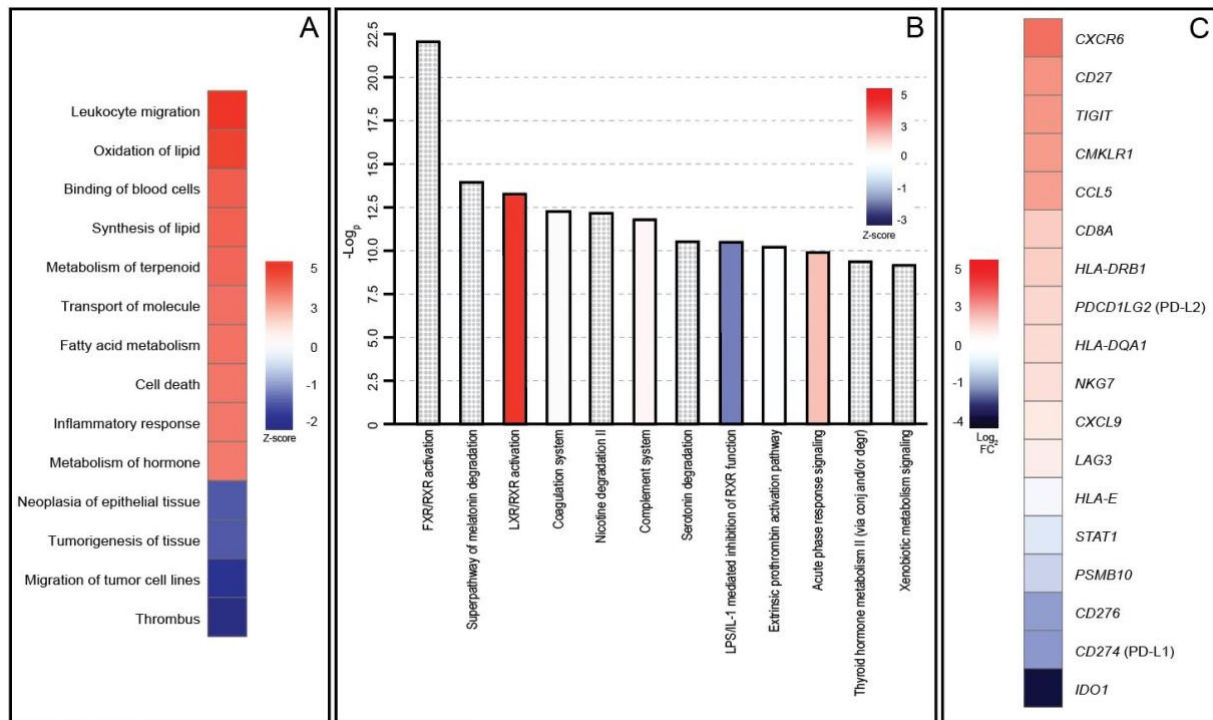 A
Leukocyte migration
Oxidation of lipid
Binding of blood cells
Synthesis of lipid
Metabolism of terpenoid
Transport of molecule
Fatty acid metabolism
Cell death
Inflammatory response
Metabolism of hormone
Neoplasia of epithelial tissue
Tumorigenesis of tissue
Migration of tumor cell lines
Thrombus
5
3
0
-1
-2
Z-score
B
-Logp
22.5
20.0
17.5
15.0
12.5
10.0
7.5
5.0
2.5
0
5
3
0
-1
-3
Z-score
FXR/RXR activation
Superpathway of melatonin degradation
LXR/RXR activation
Coagulation system
Nicotine degradation II
Complement system
Serotonin degradation
LPS/IL-1 mediated inhibition of RXR function
Extrinsic prothrombin activation pathway
Acute phase response signaling
Thyroid hormone metabolism II (via conj and/or degr)
Xenobiotic metabolism signaling
C
5
3
0
-1
-4
Log2
FC
CXCR6
CD27
TIGIT
CMKLR1
CCL5
CD8A
HLA-DRB1
PDCD1LG2 (PD-L2)
HLA-DQA1
NKG7
CXCL9
LAG3
HLA-E
STAT1
PSMB10
CD276
CD274 (PD-L1)
IDO1